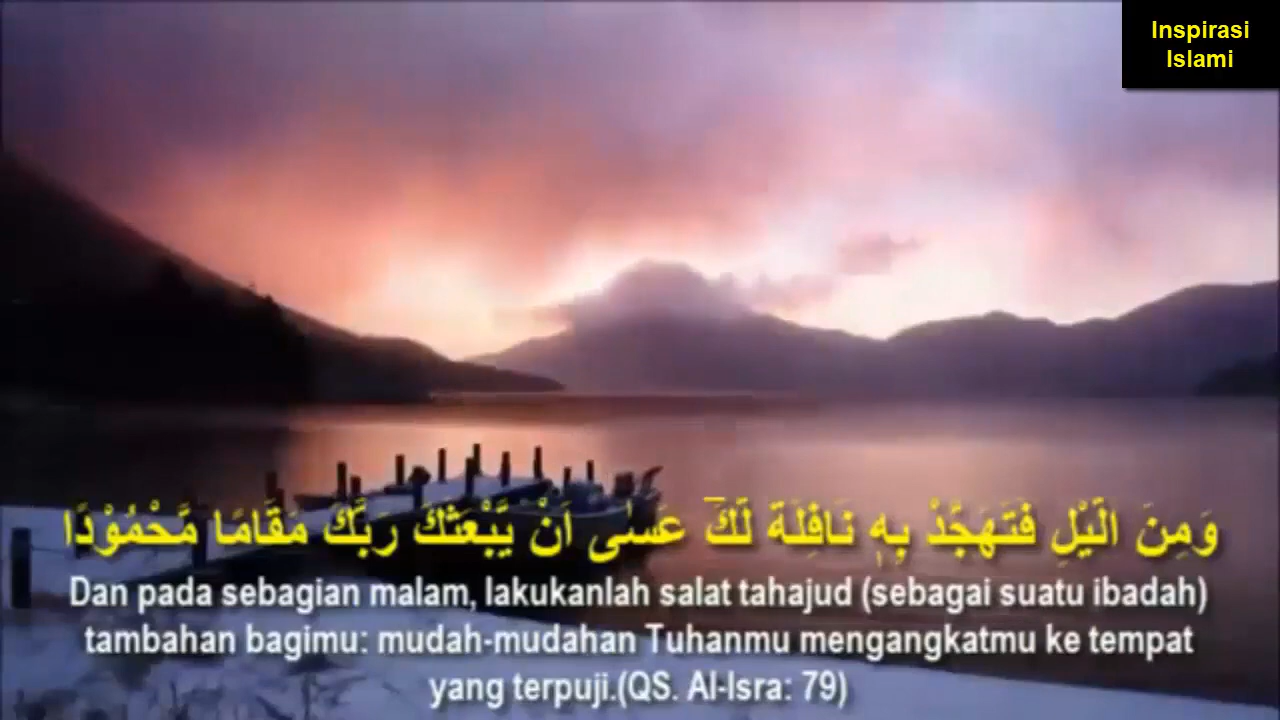 Inspirasi
Islami
وَمِنَ الَّيْلِ فَتَهَجَّدْ بِهٖ نَافِلَةً لَّكَۖ عَسٰٓى اَنْ يَّبْعَثَكَ رَبُّكَ مَقَامًا مَّحْمُوْدًا
Dan pada sebagian malam, lakukanlah salat tahajud (sebagai suatu ibadah)
tambahan bagimu: mudah-mudahan Tuhanmu mengangkatmu ke tempat
yang terpuji.(QS. Al-Isra: 79)